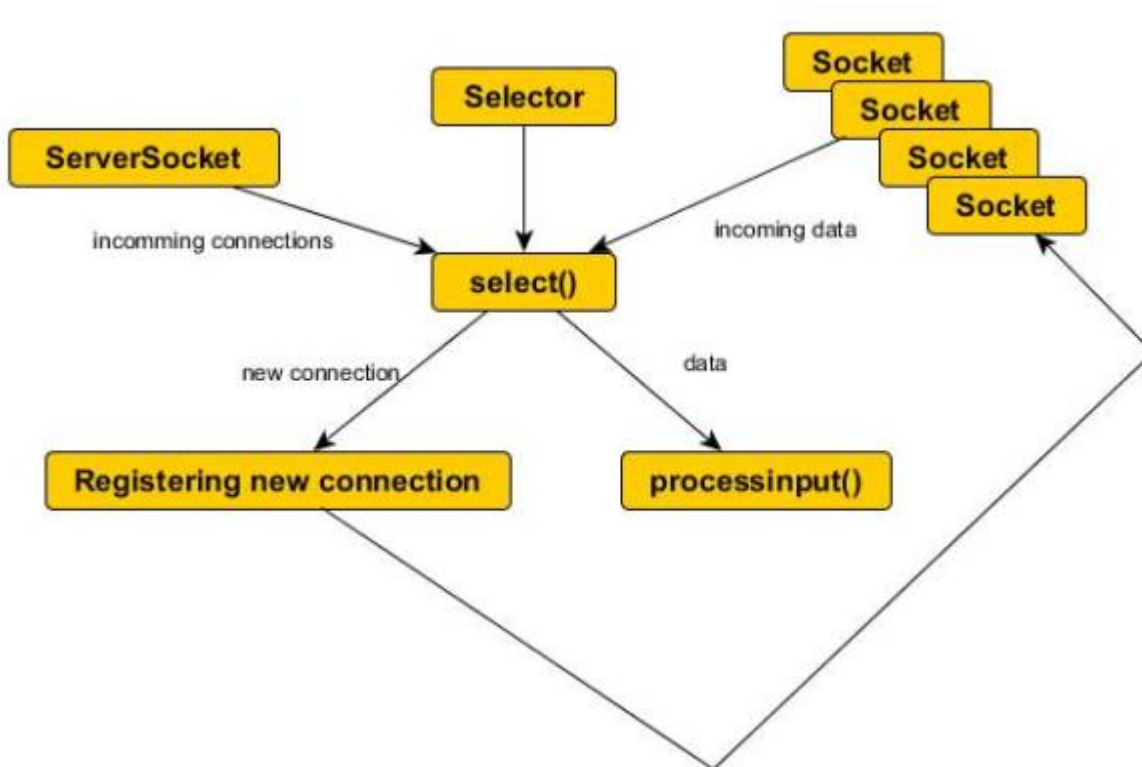 Socket
Selector
Socket
ServerSocket
Socket
Socket
incomming connections
incoming data
select()
new connection
data
Registering new connection
processinput()